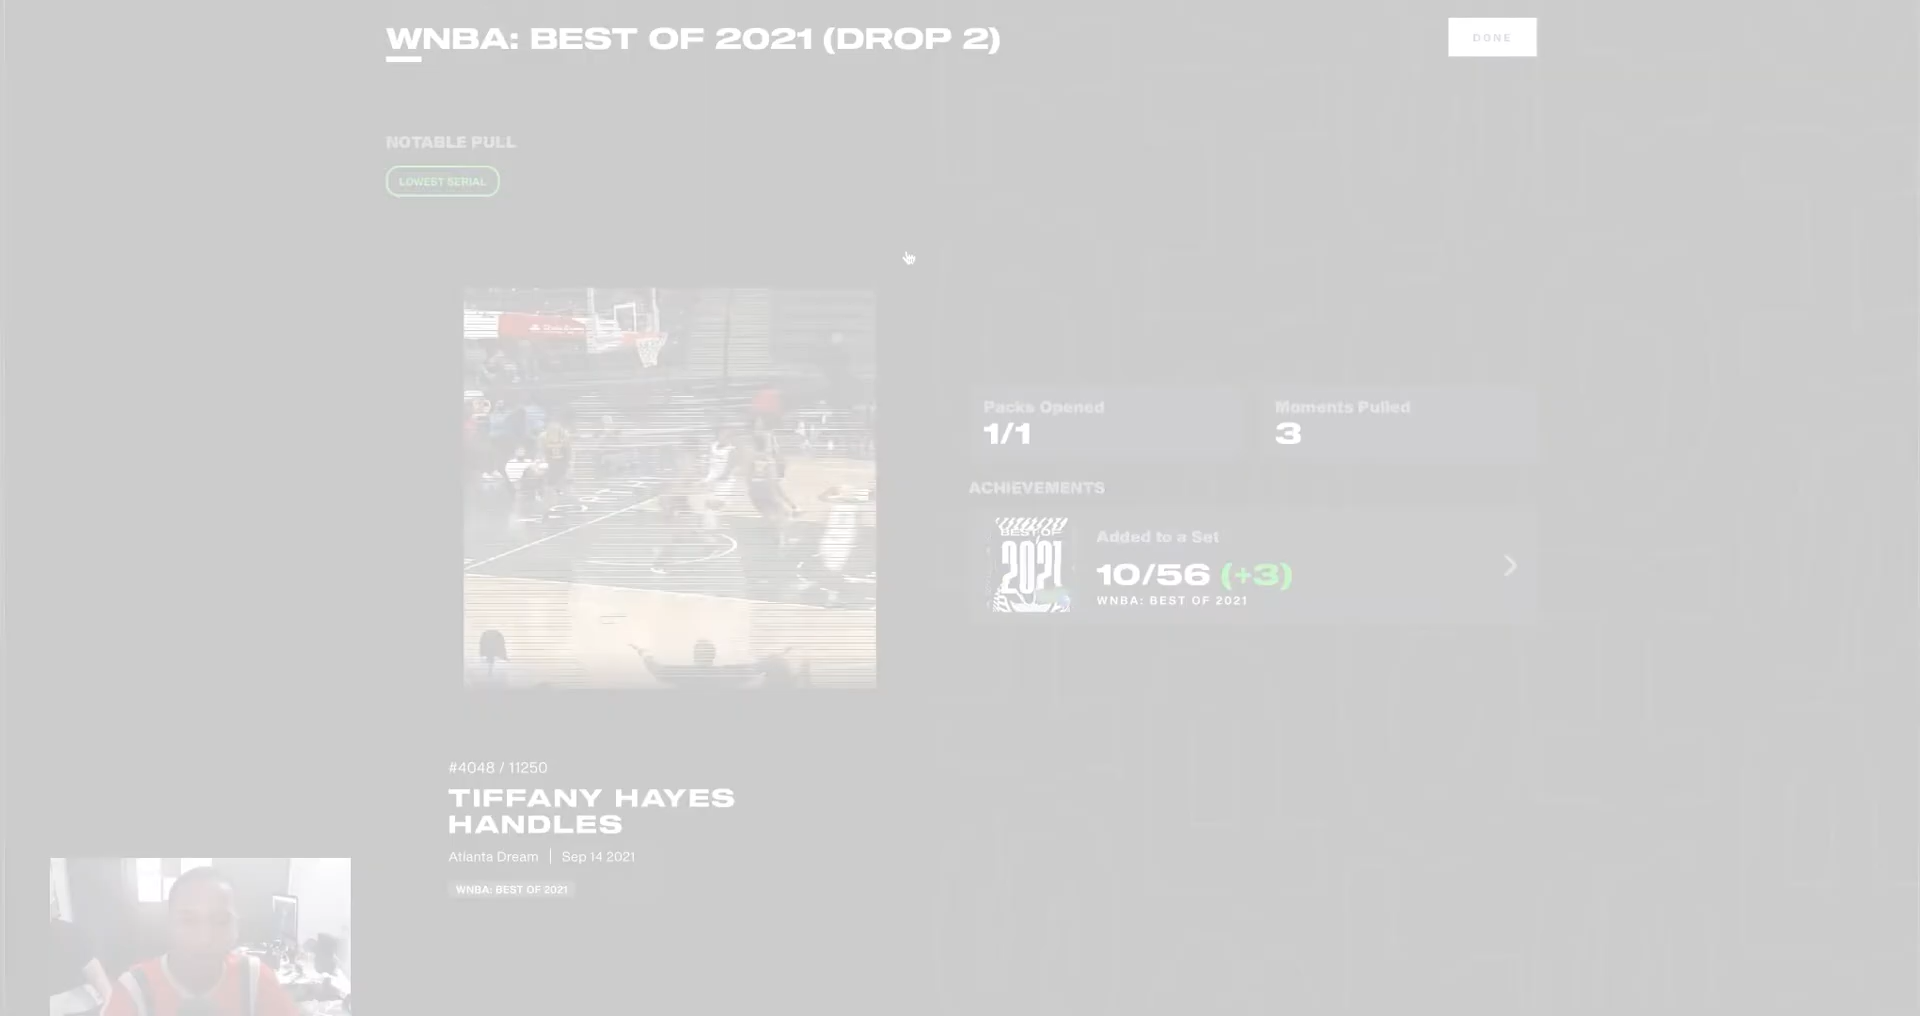 WNBA: BEST OF 2021 (DROP 2)
DONE
NOTABLE PULL
LOWEST SERIAL
Packs Opened
1/1
Moments Pulled
3
ACHIEVEMENTS
BEST OF
2021
Added to a Set
10/56 (+3)
WNBA: BEST OF 2021
#4048 / 11250
TIFFANY HAYES
HANDLES
Atlanta Dream | Sep 14 2021
WNBA: BEST OF 2021